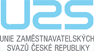 UZS
UNIE ZAMĚSTNAVATELSKÝCH
SVAZŮ ČESKÉ REPUBLIKY